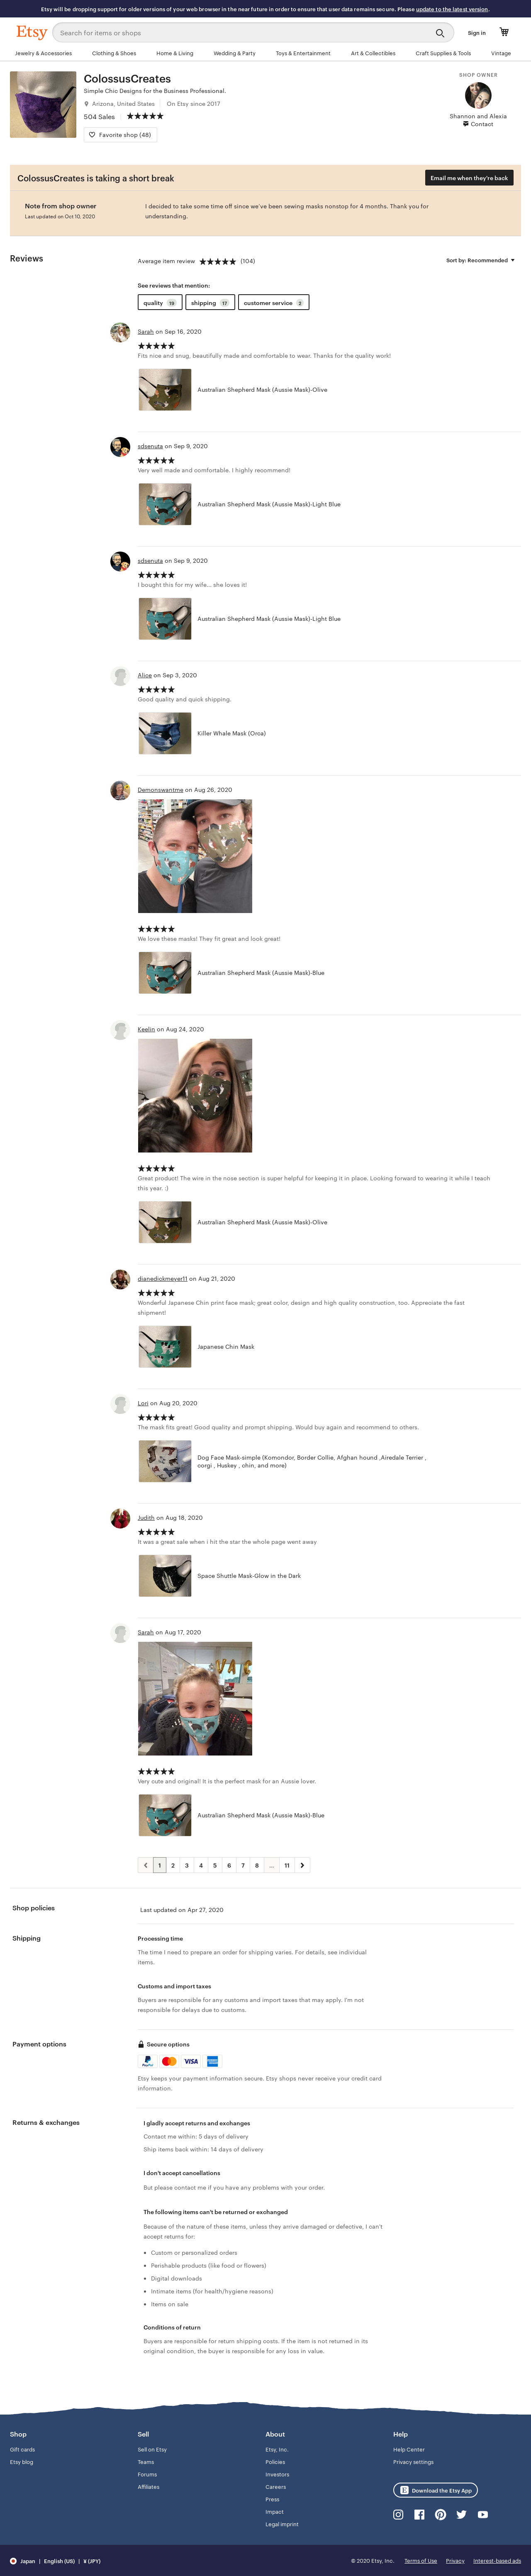 Etsy will be dropping support for older versions of your web browser in the near future in order to ensure that user data remains secure. Please update to the latest version.
Etsy
Search for items or shops
Sign in
Jewelry & Accessories
Clothing & Shoes
Home & Living
Wedding & Party
Toys & Entertainment
Art & Collectibles
Craft Supplies & Tools
Vintage
ColossusCreates
Simple Chic Designs for the Business Professional.
Arizona, United States
On Etsy since 2017
504 Sales
Favorite shop (48)
SHOP OWNER
Shannon and Alexia
Contact
ColossusCreates is taking a short break
Email me when they're back
Note from shop owner
Last updated on Oct 10, 2020
I decided to take some time off since we've been sewing masks nonstop for 4 months. Thank you for
understanding.
Reviews
Average item review
(104)
Sort by: Recommended
See reviews that mention:
quality 19
shipping 17
customer service 2
Sarah on Sep 16, 2020
Fits nice and snug, beautifully made and comfortable to wear. Thanks for the quality work!
Australian Shepherd Mask (Aussie Mask)-Olive
sdsenuta on Sep 9, 2020
Very well made and comfortable. I highly recommend!
Australian Shepherd Mask (Aussie Mask)-Light Blue
sdsenuta on Sep 9, 2020
I bought this for my wife... she loves it!
Australian Shepherd Mask (Aussie Mask)-Light Blue
Alice on Sep 3, 2020
Good quality and quick shipping.
Killer Whale Mask (Orca)
Demonswantme on Aug 26, 2020
We love these masks! They fit great and look great!
Australian Shepherd Mask (Aussie Mask)-Blue
Keelin on Aug 24, 2020
Great product! The wire in the nose section is super helpful for keeping it in place. Looking forward to wearing it while I teach
this year. :)
Australian Shepherd Mask (Aussie Mask)-Olive
dianedickmeyer11 on Aug 21, 2020
Wonderful Japanese Chin print face mask; great color, design and high quality construction, too. Appreciate the fast
shipment!
Japanese Chin Mask
Lori on Aug 20, 2020
The mask fits great! Good quality and prompt shipping. Would buy again and recommend to others.
Dog Face Mask-simple (Komondor, Border Collie, Afghan hound ,Airedale Terrier ,
corgi , Huskey , chin, and more)
Judith on Aug 18, 2020
It was a great sale when i hit the star the whole page went away
Space Shuttle Mask-Glow in the Dark
Sarah on Aug 17, 2020
Very cute and original! It is the perfect mask for an Aussie lover.
Australian Shepherd Mask (Aussie Mask)-Blue
1 2 3 4 5 6 7 8 ... 11
Shop policies
Last updated on Apr 27, 2020
Shipping
Processing time
The time I need to prepare an order for shipping varies. For details, see individual
items.
Customs and import taxes
Buyers are responsible for any customs and import taxes that may apply. I'm not
responsible for delays due to customs.
Payment options
Secure options
PayPal
VISA
Etsy keeps your payment information secure. Etsy shops never receive your credit card
information.
Returns & exchanges
I gladly accept returns and exchanges
Contact me within: 5 days of delivery
Ship items back within: 14 days of delivery
I don't accept cancellations
But please contact me if you have any problems with your order.
The following items can't be returned or exchanged
Because of the nature of these items, unless they arrive damaged or defective, I can't
accept returns for:
Custom or personalized orders
Perishable products (like food or flowers)
Digital downloads
Intimate items (for health/hygiene reasons)
Items on sale
Conditions of return
Buyers are responsible for return shipping costs. If the item is not returned in its
original condition, the buyer is responsible for any loss in value.
Shop
Gift cards
Etsy blog
Sell
Sell on Etsy
Teams
Forums
Affiliates
About
Etsy, Inc.
Policies
Investors
Careers
Press
Impact
Legal imprint
Help
Help Center
Privacy settings
Download the Etsy App
Japan | English (US) | ¥ (JPY)
© 2020 Etsy, Inc.
Terms of Use
Privacy
Interest-based ads